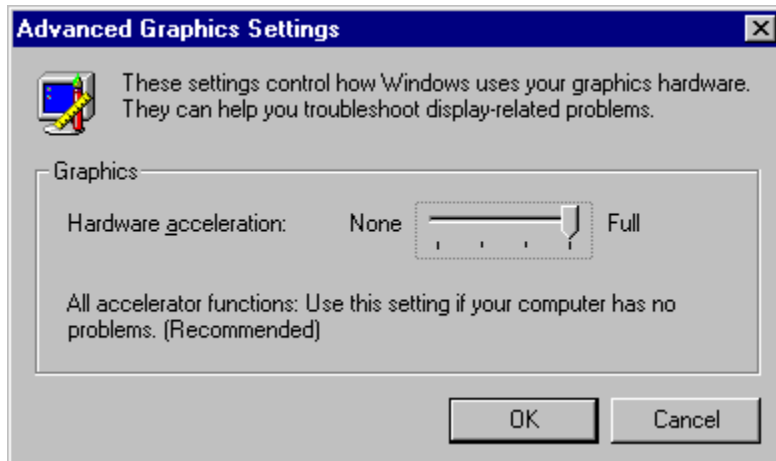 Advanced Graphics Settings
These settings control how Windows uses your graphics hardware.
They can help you troubleshoot display-related problems.
Graphics
Hardware acceleration: None Full
All accelerator functions: Use this setting if your computer has no
problems. (Recommended)
OK Cancel